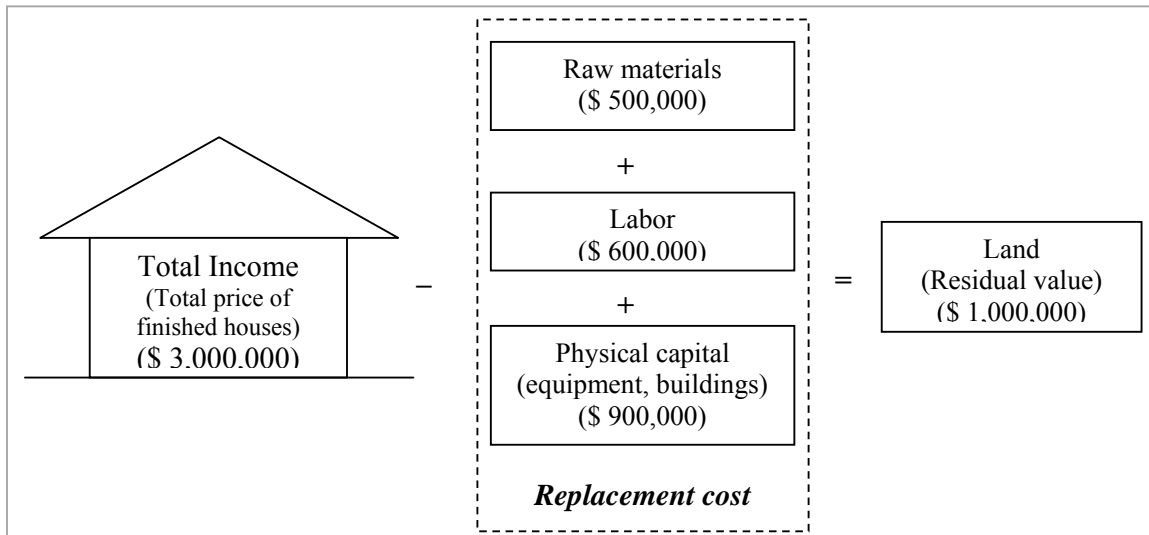 Total Income
(Total price of
finished houses)
($ 3,000,000)
−
Raw materials
($ 500,000)
+
Labor
($ 600,000)
+
Physical capital
(equipment, buildings)
($ 900,000)
Replacement cost
=
Land
(Residual value)
($ 1,000,000)